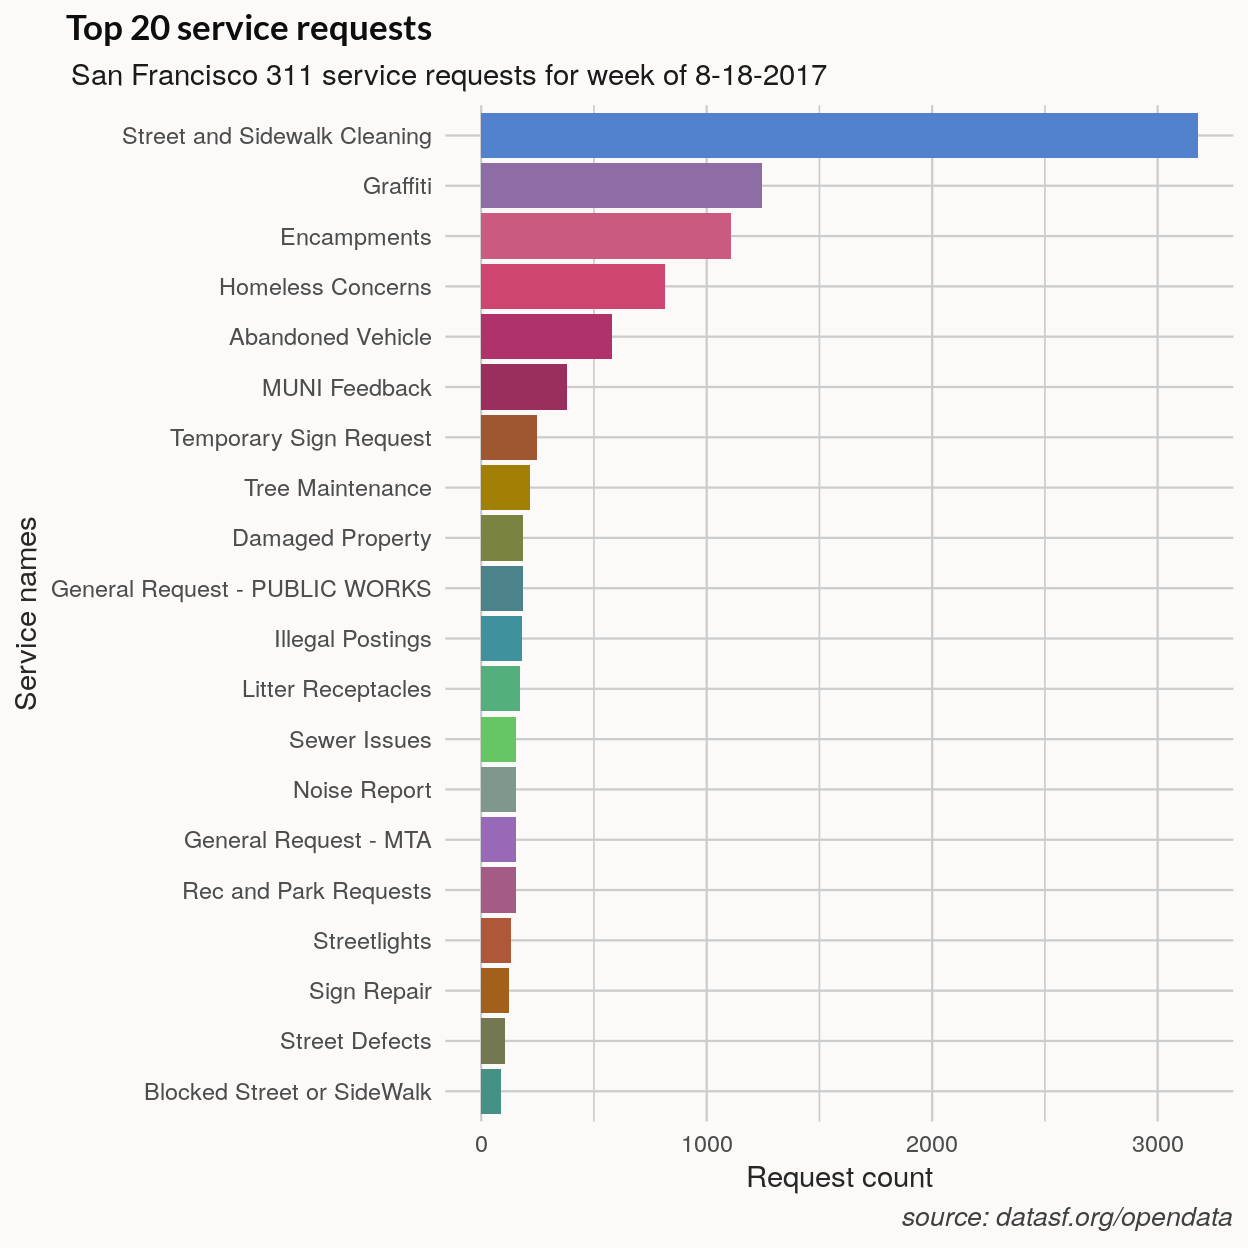 Top 20 service requests
San Francisco 311 service requests for week of 8-18-2017
Service names
Street and Sidewalk Cleaning
Graffiti
Encampments
Homeless Concerns
Abandoned Vehicle
MUNI Feedback
Temporary Sign Request
Tree Maintenance
Damaged Property
General Request - PUBLIC WORKS
Illegal Postings
Litter Receptacles
Sewer Issues
Noise Report
General Request - MTA
Rec and Park Requests
Streetlights
Sign Repair
Street Defects
Blocked Street or SideWalk
0 1000 2000 3000
Request count
source: datasf.org/opendata